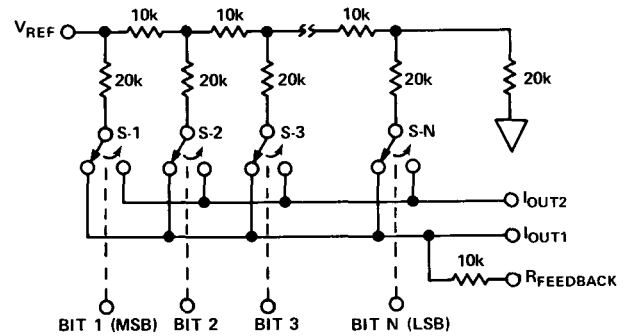 10k 10k 10k
VREF
20k 20k 20k 20k 20k
S-1 S-2 S-3 S-N
IOUT2
IOUT1
10k
RFEEDBACK
BIT 1 (MSB) BIT 2 BIT 3 BIT N (LSB)